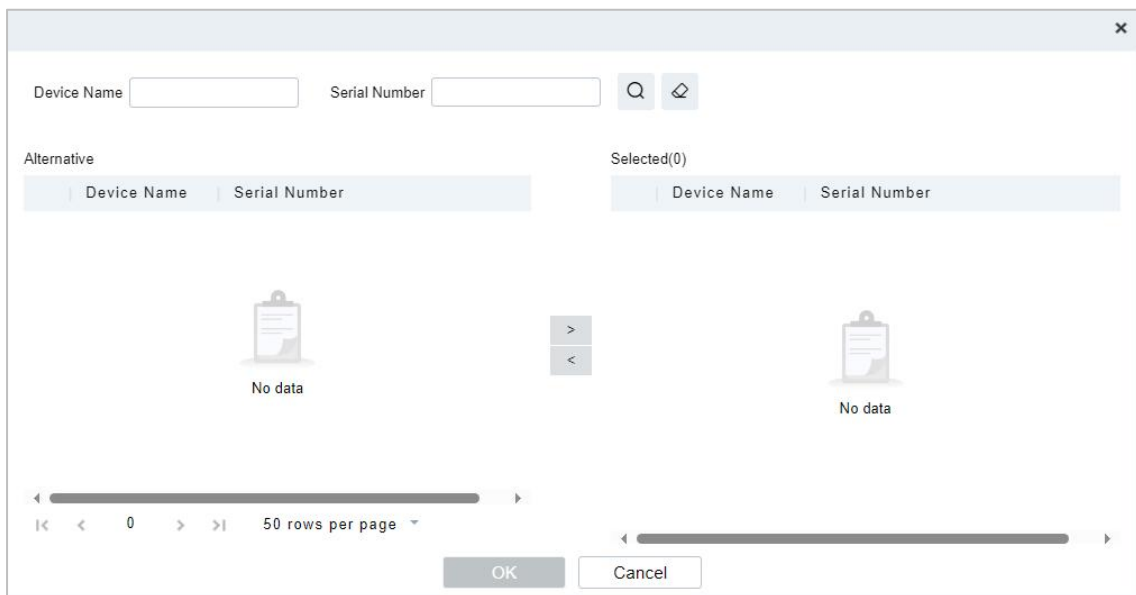 Device Name Serial Number
Alternative Selected(0)
Device Name Serial Number Device Name Serial Number
>
<
No data
No data
0 50 rows per page
OK Cancel